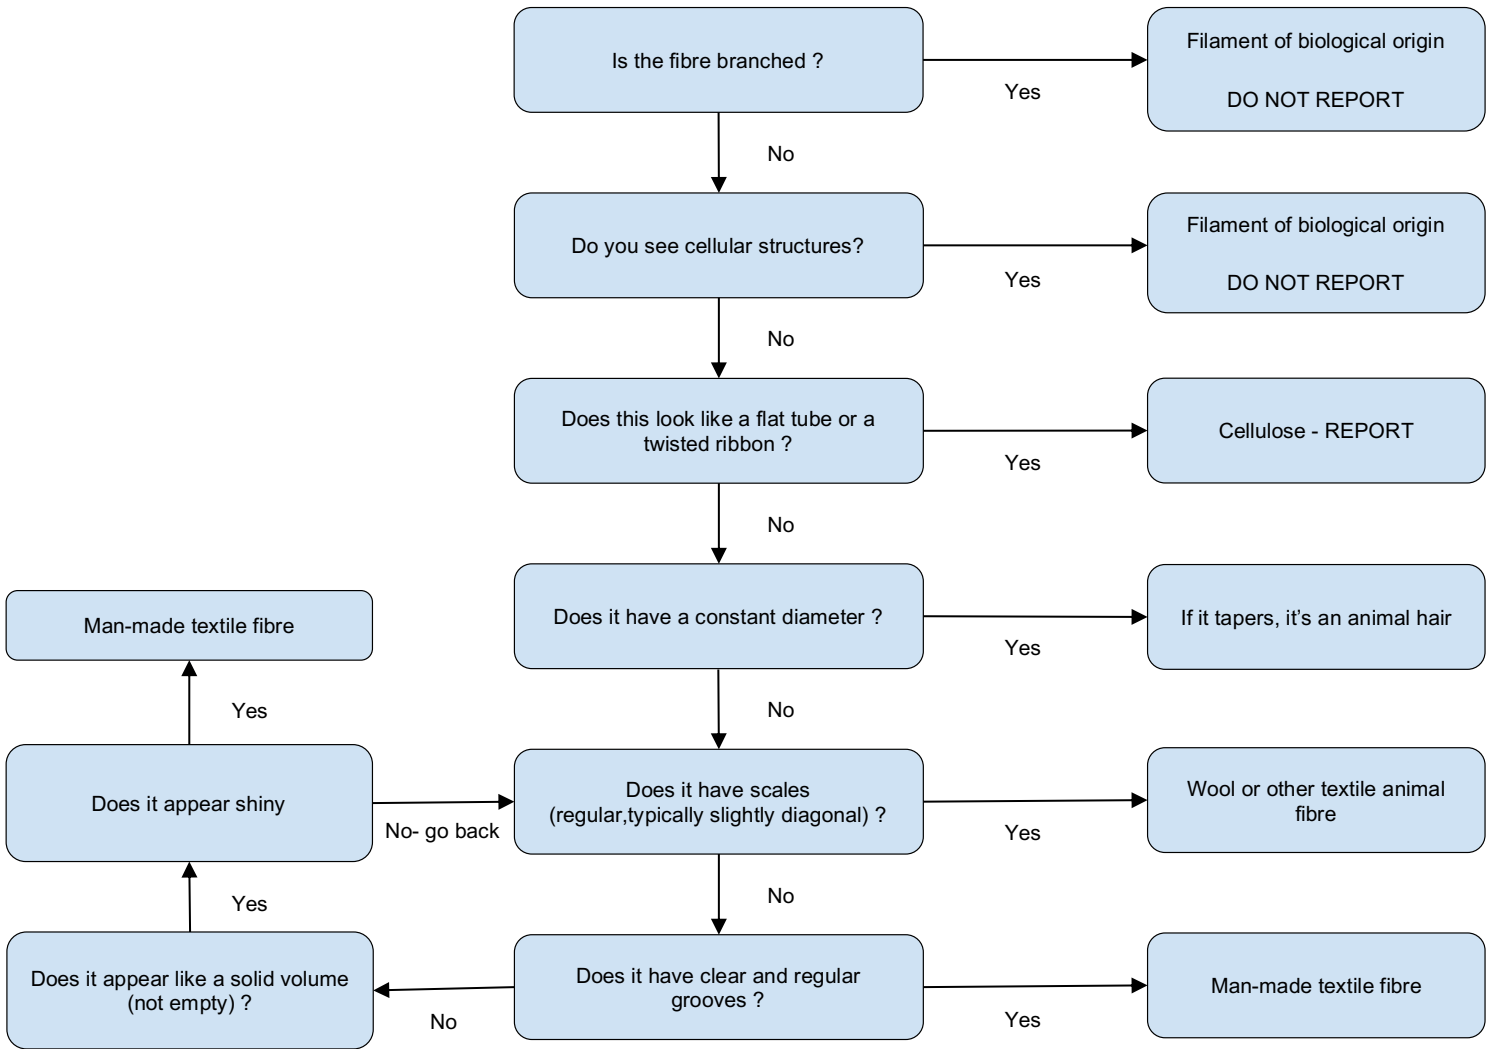 Is the fibre branched ?
Yes
Filament of biological origin
DO NOT REPORT
No
Do you see cellular structures?
Yes
Filament of biological origin
DO NOT REPORT
No
Does this look like a flat tube or a
twisted ribbon ?
Yes
Cellulose - REPORT
No
Does it have a constant diameter ?
Yes
If it tapers, it’s an animal hair
No
Does it have scales
(regular,typically slightly diagonal) ?
Yes
Wool or other textile animal
fibre
No
Does it have clear and regular
grooves ?
Yes
Man-made textile fibre
No
Does it appear like a solid volume
(not empty) ?
Yes
Does it appear shiny
No- go back
Yes
Man-made textile fibre